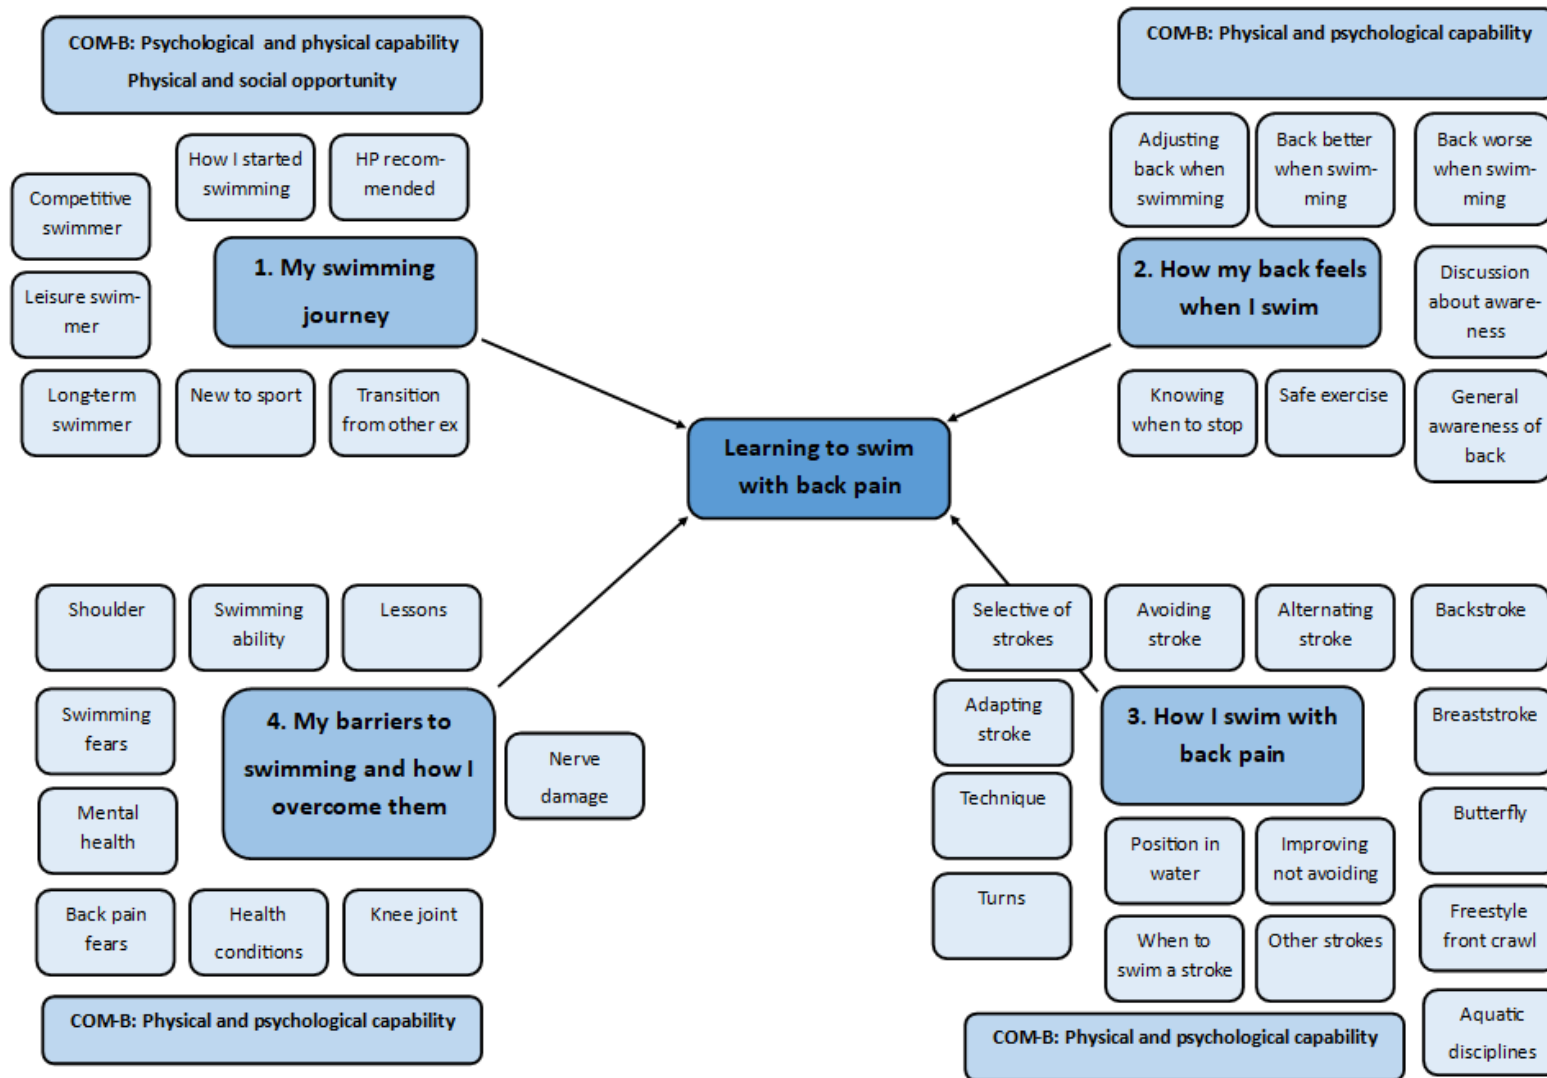 COM-B: Psychological and physical capability
Physical and social opportunity
How I started
swimming
HP recom-
mended
Competitive
swimmer
1. My swimming
journey
Leisure swim-
mer
Long-term
swimmer
New to sport
Transition
from other ex
COM-B: Physical and psychological capability
Adjusting
back when
swimming
Back better
when swim-
ming
Back worse
when swim-
ming
2. How my back feels
when I swim
Discussion
about aware-
ness
Knowing
when to stop
Safe exercise
General
awareness of
back
Learning to swim
with back pain
Shoulder
Swimming
ability
Lessons
Swimming
fears
4. My barriers to
swimming and how I
overcome them
Nerve
damage
Mental
health
Back pain
fears
Health
conditions
Knee joint
COM-B: Physical and psychological capability
Selective of
strokes
Avoiding
stroke
Alternating
stroke
Backstroke
Adapting
stroke
3. How I swim with
back pain
Breaststroke
Technique
Butterfly
Position in
water
Improving
not avoiding
Turns
Freestyle
front crawl
When to
swim a stroke
Other strokes
Aquatic
disciplines
COM-B: Physical and psychological capability